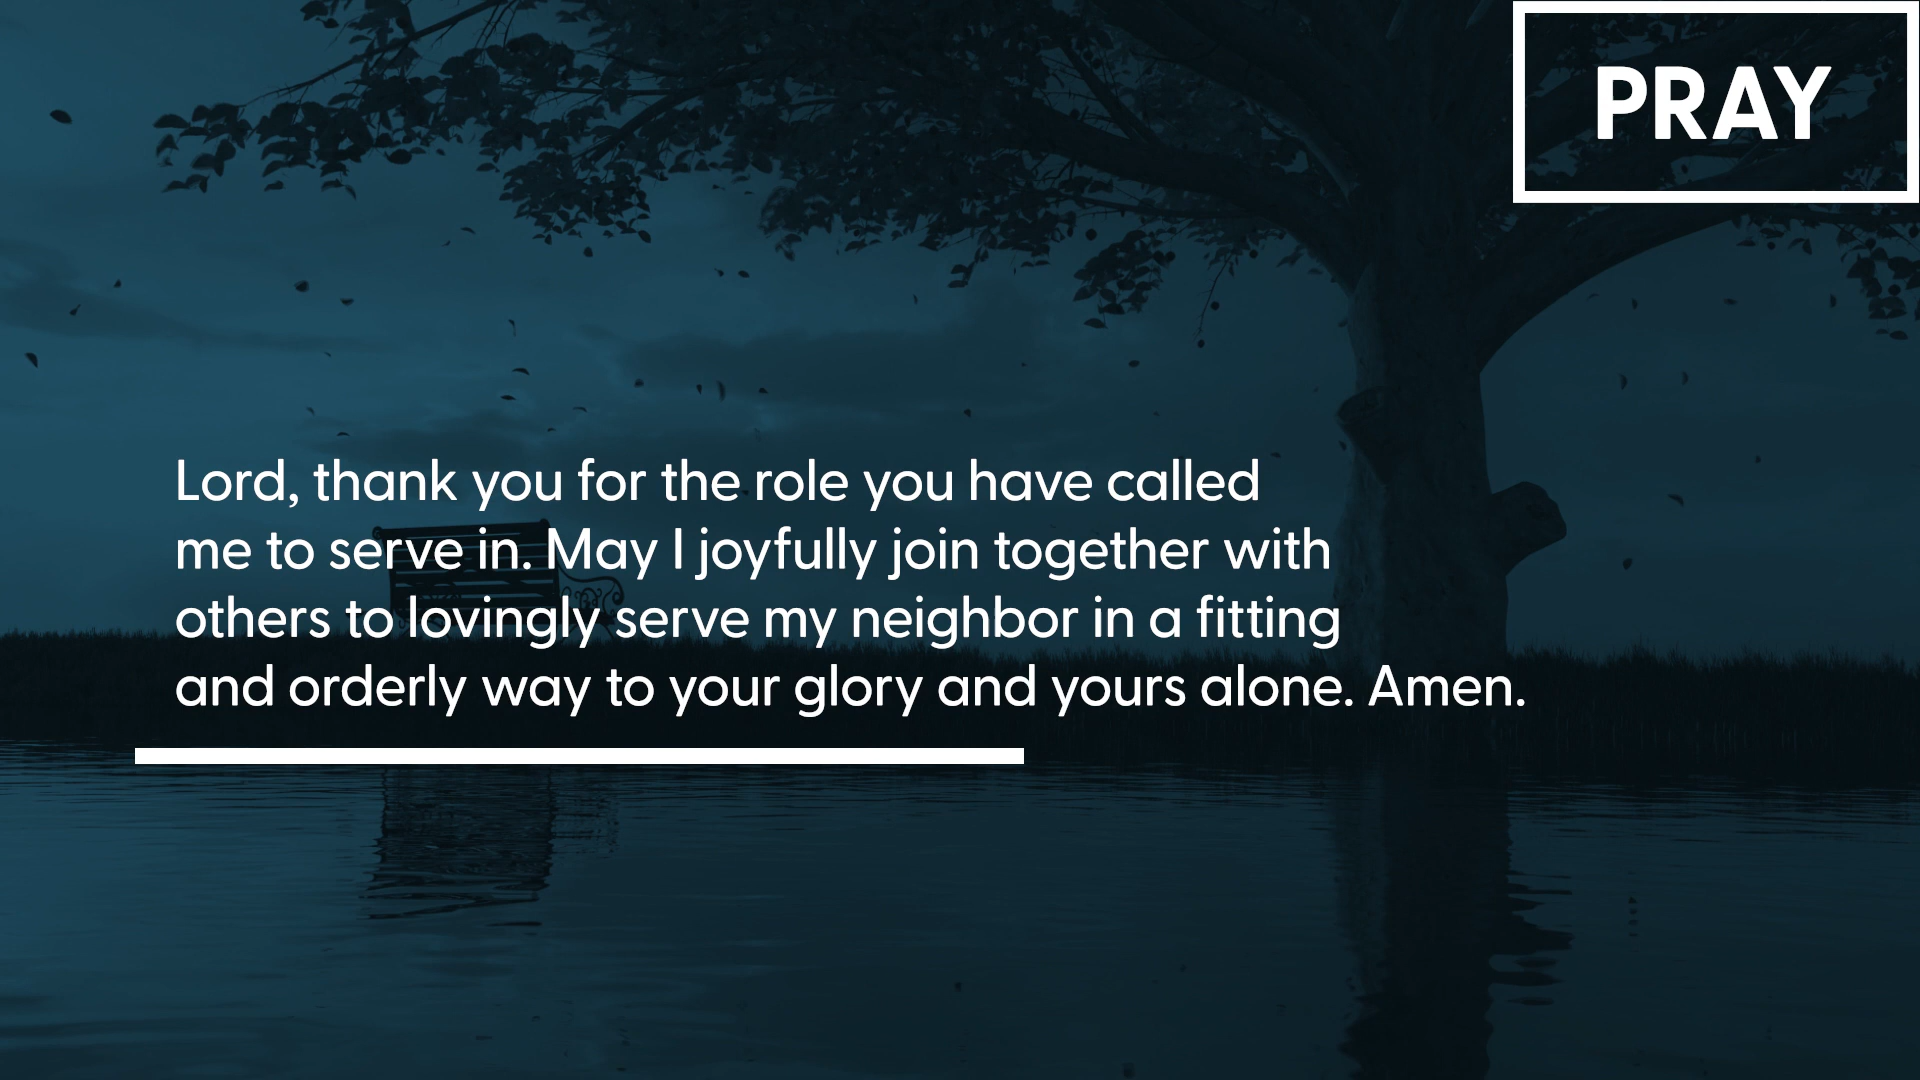 PRAY
Lord, thank you for the role you have called
me to serve in. May I joyfully join together with
others to lovingly serve my neighbor in a fitting
and orderly way to your glory and yours alone. Amen.